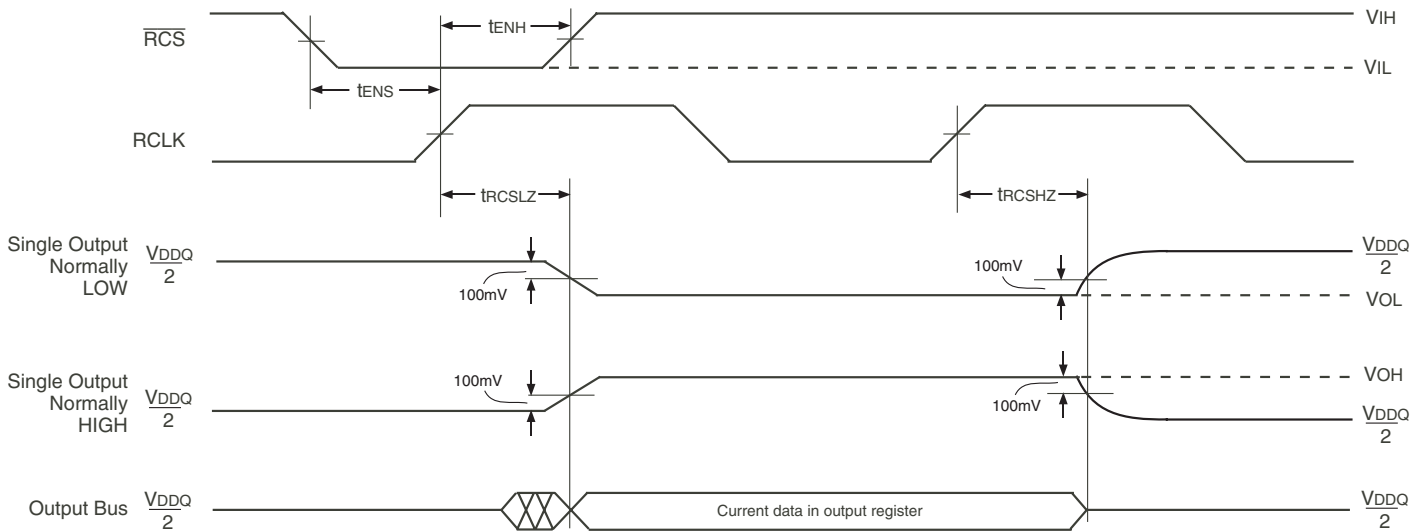 tENH
VIH
RCS
VIL
tENS
RCLK
tRCSLZ
tRCSHZ
Single Output
Normally
LOW
VDDQ
2
100mV
100mV
VDDQ
2
VOL
Single Output
Normally
HIGH
VDDQ
2
100mV
100mV
VOH
VDDQ
2
Output Bus
VDDQ
2
Current data in output register
VDDQ
2